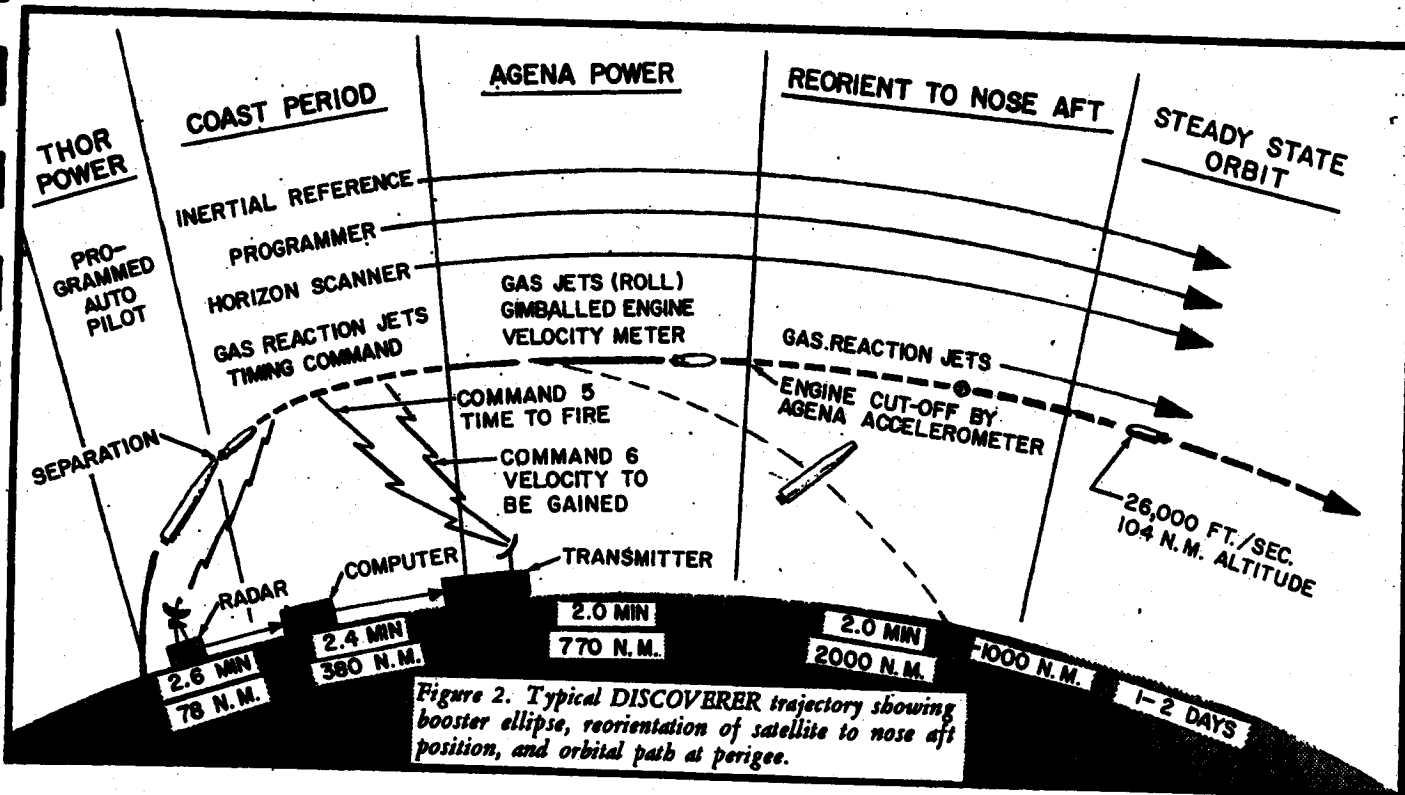 THOR
POWER
COAST PERIOD
AGENA POWER
REORIENT TO NOSE AFT
STEADY STATE
ORBIT
PRO-
GRAMMED
AUTO
PILOT
INERTIAL REFERENCE
PROGRAMMER
HORIZON SCANNER
GAS REACTION JETS
TIMING COMMAND
GAS JETS (ROLL)
GIMBALLED ENGINE
VELOCITY METER
GAS REACTION JETS
ENGINE CUT-OFF BY
AGENA ACCELEROMETER
COMMAND 5
TIME TO FIRE
COMMAND 6
VELOCITY TO
BE GAINED
SEPARATION
26,000 FT./SEC.
104 N.M. ALTITUDE
RADAR
COMPUTER
TRANSMITTER
2.6 MIN
78 N.M.
2.4 MIN
380 N.M.
2.0 MIN
770 N.M.
2.0 MIN
2000 N.M.
-1000 N.M.
1-2 DAYS
Figure 2. Typical DISCOVERER trajectory showing
booster ellipse, reorientation of satellite to nose aft
position, and orbital path at perigee.